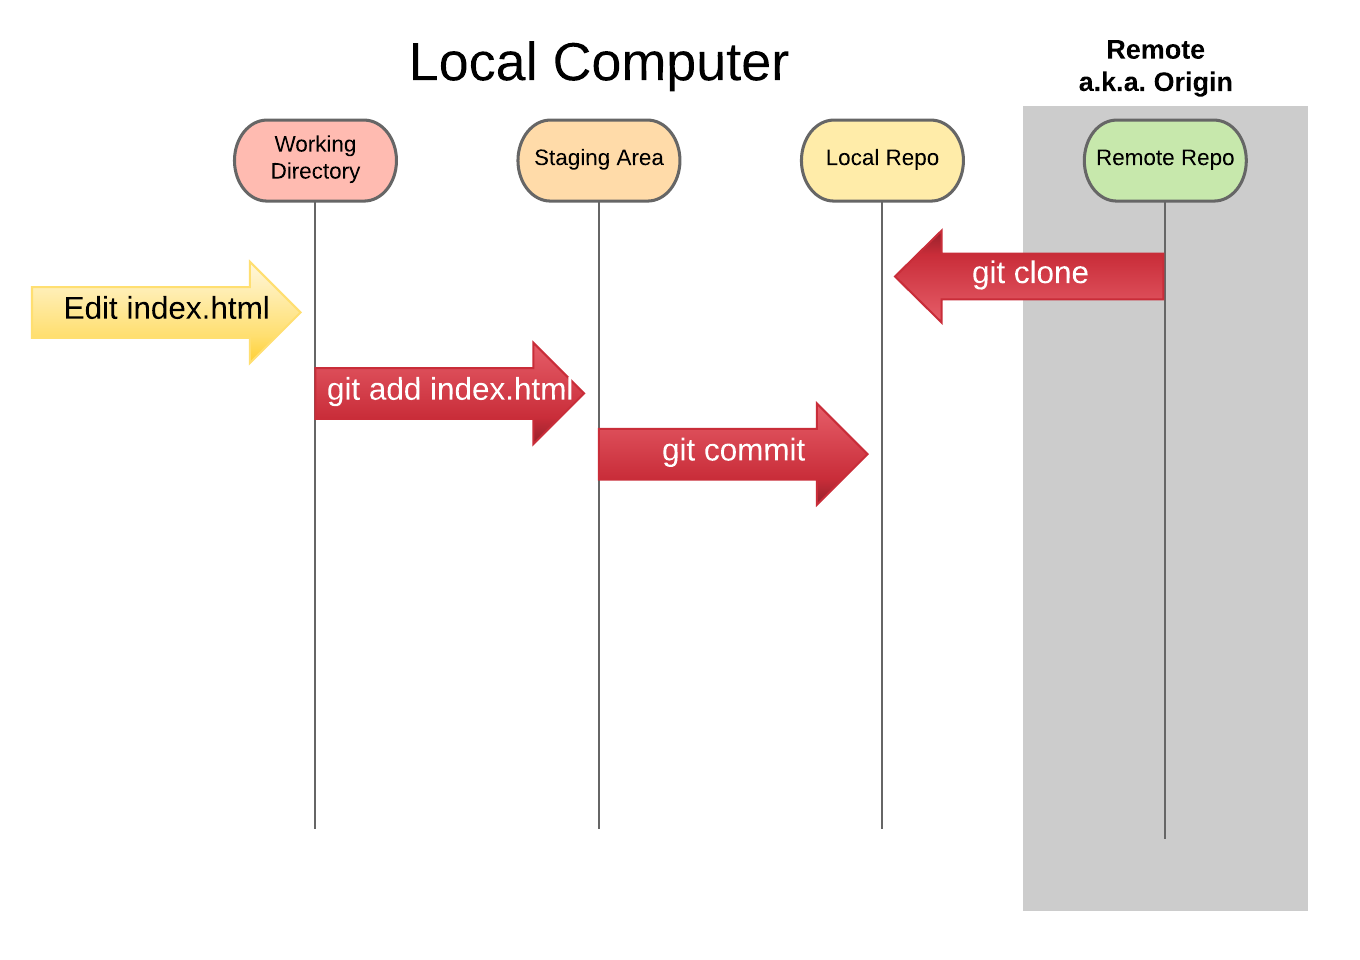 Local Computer
Remote
a.k.a. Origin
Working
Directory
Staging Area
Local Repo
Remote Repo
git clone
Edit index.html
git add index.html
git commit